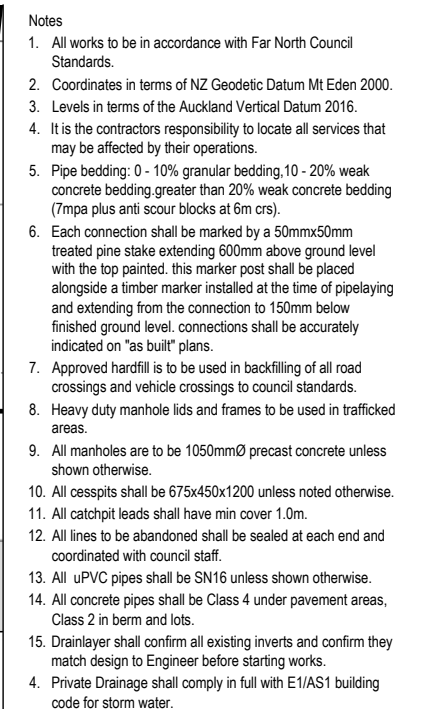 Notes
1. All works to be in accordance with Far North Council
Standards.
2. Coordinates in terms of NZ Geodetic Datum Mt Eden 2000.
3. Levels in terms of the Auckland Vertical Datum 2016.
4. It is the contractors responsibility to locate all services that
may be affected by their operations.
5. Pipe bedding: 0 - 10% granular bedding,10 - 20% weak
concrete bedding.greater than 20% weak concrete bedding
(7mpa plus anti scour blocks at 6m crs).
6. Each connection shall be marked by a 50mmx50mm
treated pine stake extending 600mm above ground level
with the top painted. this marker post shall be placed
alongside a timber marker installed at the time of pipelaying
and extending from the connection to 150mm below
finished ground level. connections shall be accurately
indicated on "as built" plans.
7. Approved hardfill is to be used in backfilling of all road
crossings and vehicle crossings to council standards.
8. Heavy duty manhole lids and frames to be used in trafficked
areas.
9. All manholes are to be 1050mmØ precast concrete unless
shown otherwise.
10. All cesspits shall be 675x450x1200 unless noted otherwise.
11. All catchpit leads shall have min cover 1.0m.
12. All lines to be abandoned shall be sealed at each end and
coordinated with council staff.
13. All uPVC pipes shall be SN16 unless shown otherwise.
14. All concrete pipes shall be Class 4 under pavement areas,
Class 2 in berm and lots.
15. Drainlayer shall confirm all existing inverts and confirm they
match design to Engineer before starting works.
4. Private Drainage shall comply in full with E1/AS1 building
code for storm water.